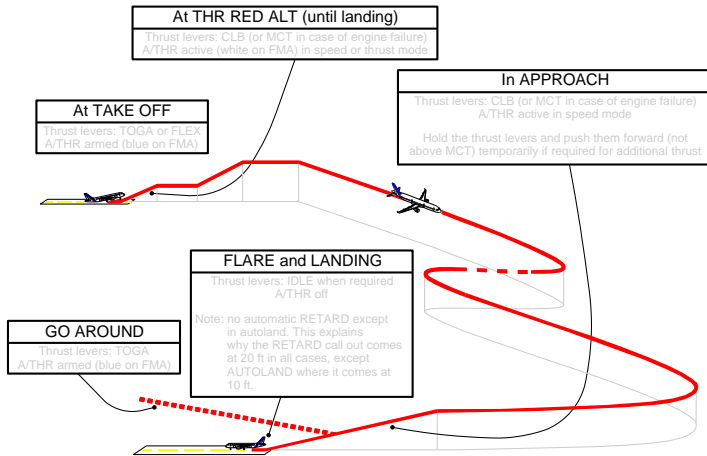 At THR RED ALT (until landing)
Thrust levers: CLB (or MCT in case of engine failure)
A/THR active (white on FMA) in speed or thrust mode
In APPROACH
Thrust levers: CLB (or MCT in case of engine failure)
A/THR active in speed mode
Hold the thrust levers and push them forward (not
above MCT) temporarily if required for additional thrust
At TAKE OFF
Thrust levers: TOGA or FLEX
A/THR armed (blue on FMA)
FLARE and LANDING
Thrust levers: IDLE when required
A/THR off
Note: no automatic RETARD except
in autoland. This explains
why the RETARD call out comes
at 20 ft in all cases, except
AUTOLAND where it comes at
10 ft.
GO AROUND
Thrust levers: TOGA
A/THR armed (blue on FMA)